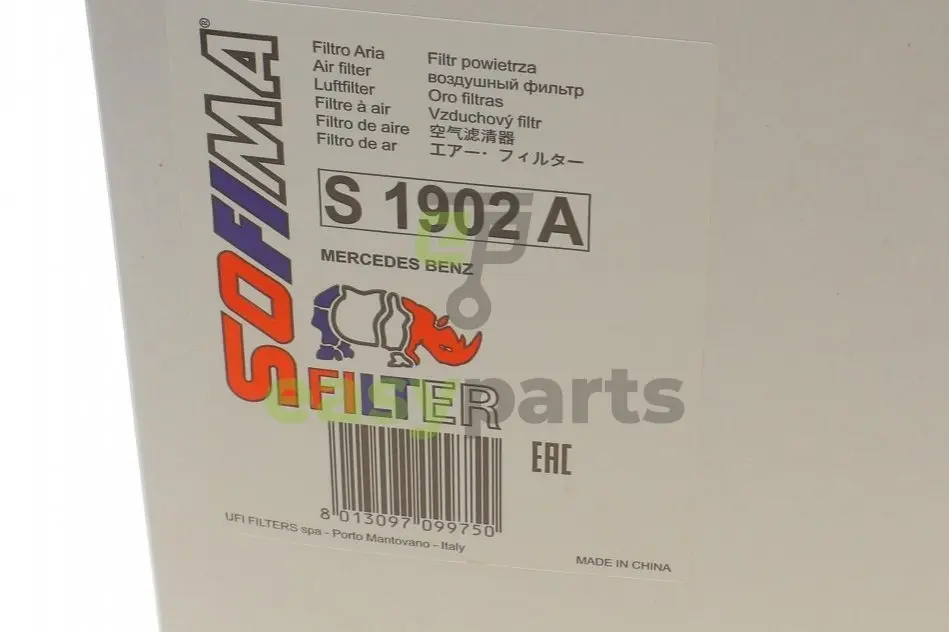 SOFIMA®
Filtro Aria
Air filter
Luftfilter
Filtre à air
Filtro de aire
Filtro de ar
Filtr powietrza
воздушный фильтр
Oro filtras
Vzduchový filtr
空气滤清器
エアー・フィルター
S 1902 A
MERCEDES BENZ
FILTER
easyparts
ep
8 013097 099750
EAC
UFI FILTERS spa - Porto Mantovano - Italy
MADE IN CHINA